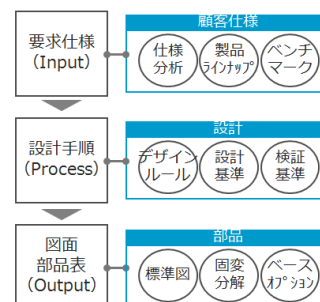 顧客仕様
要求仕様
(Input)
仕様
分析
製品
ﾗｲﾝﾅｯﾌﾟ
ベンチ
マーク
設計
設計手順
(Process)
デザイン
ルール
設計
基準
検証
基準
部品
図面
部品表
(Output)
標準図
固変
分解
ベース
ｵﾌﾟｼｮﾝ